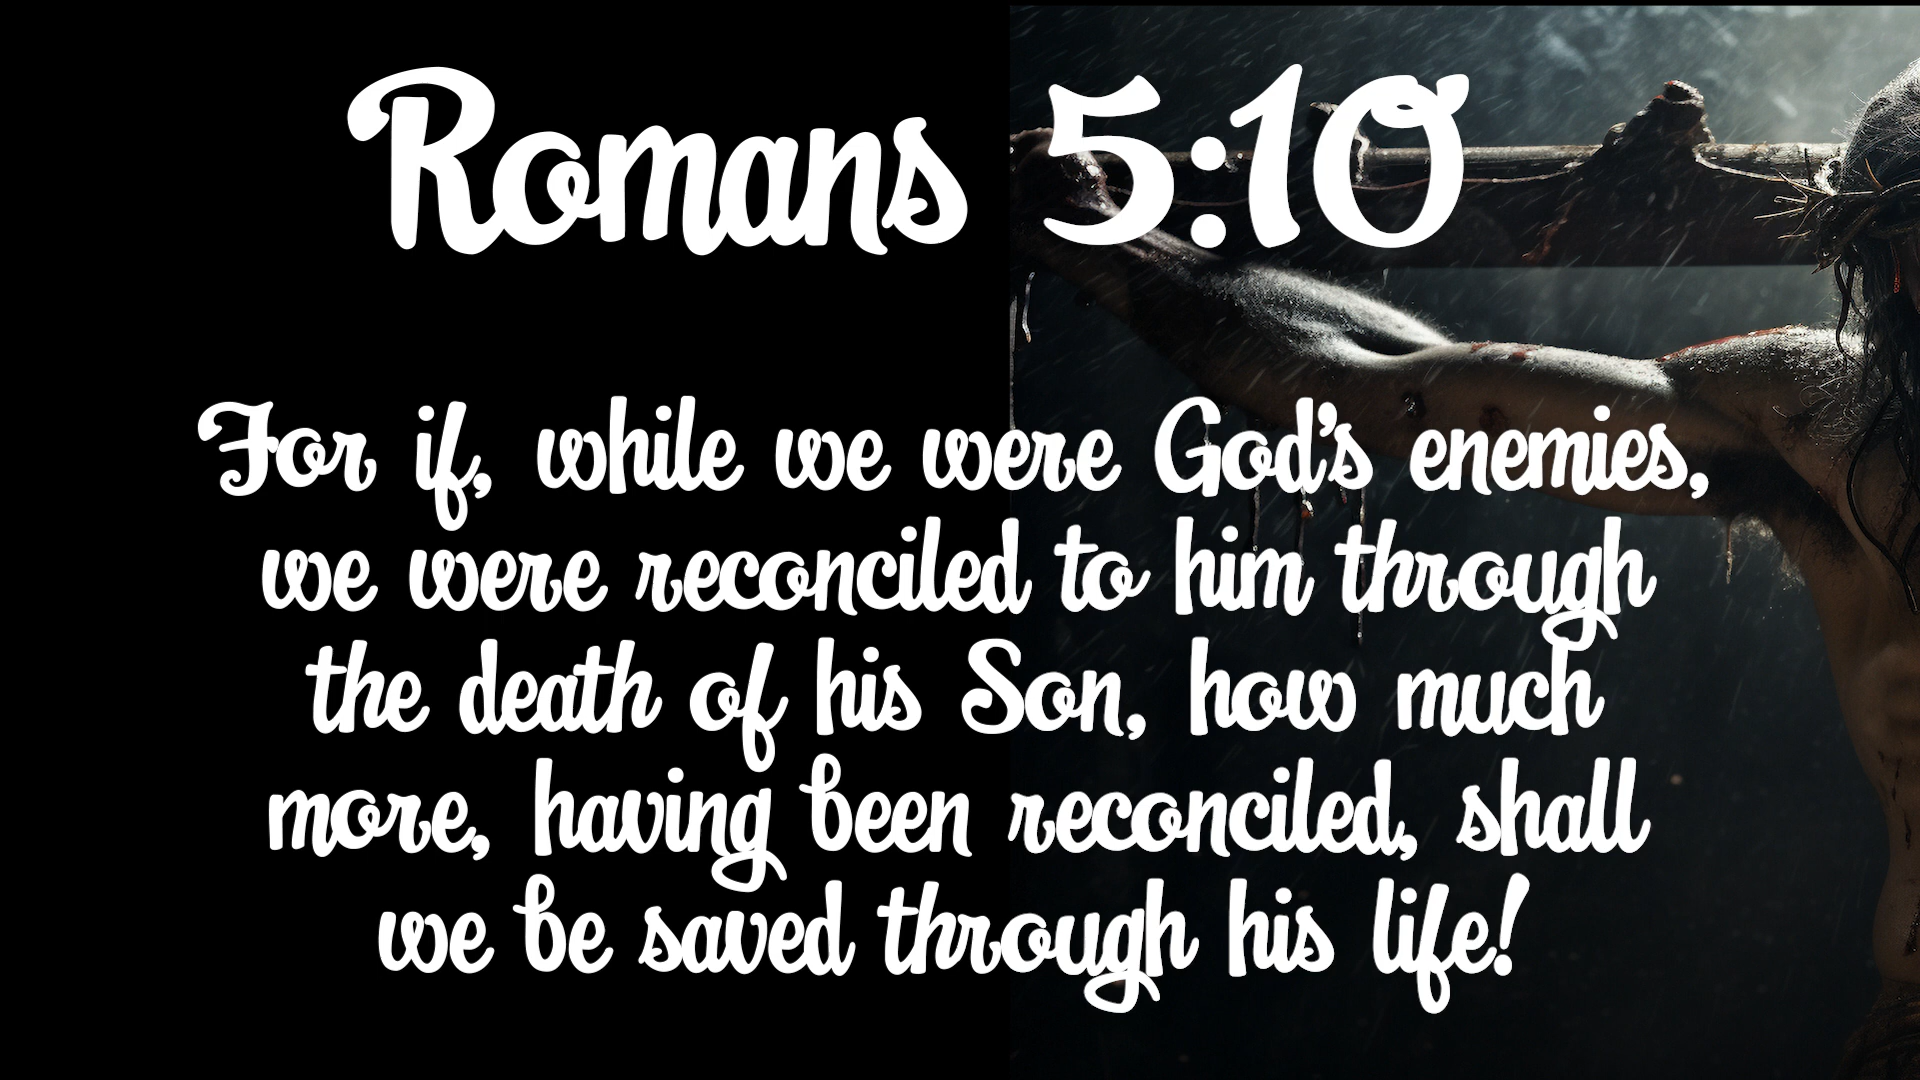 Romans 5:10
For if, while we were God’s enemies,
we were reconciled to him through
the death of his Son, how much
more, having been reconciled, shall
we be saved through his life!